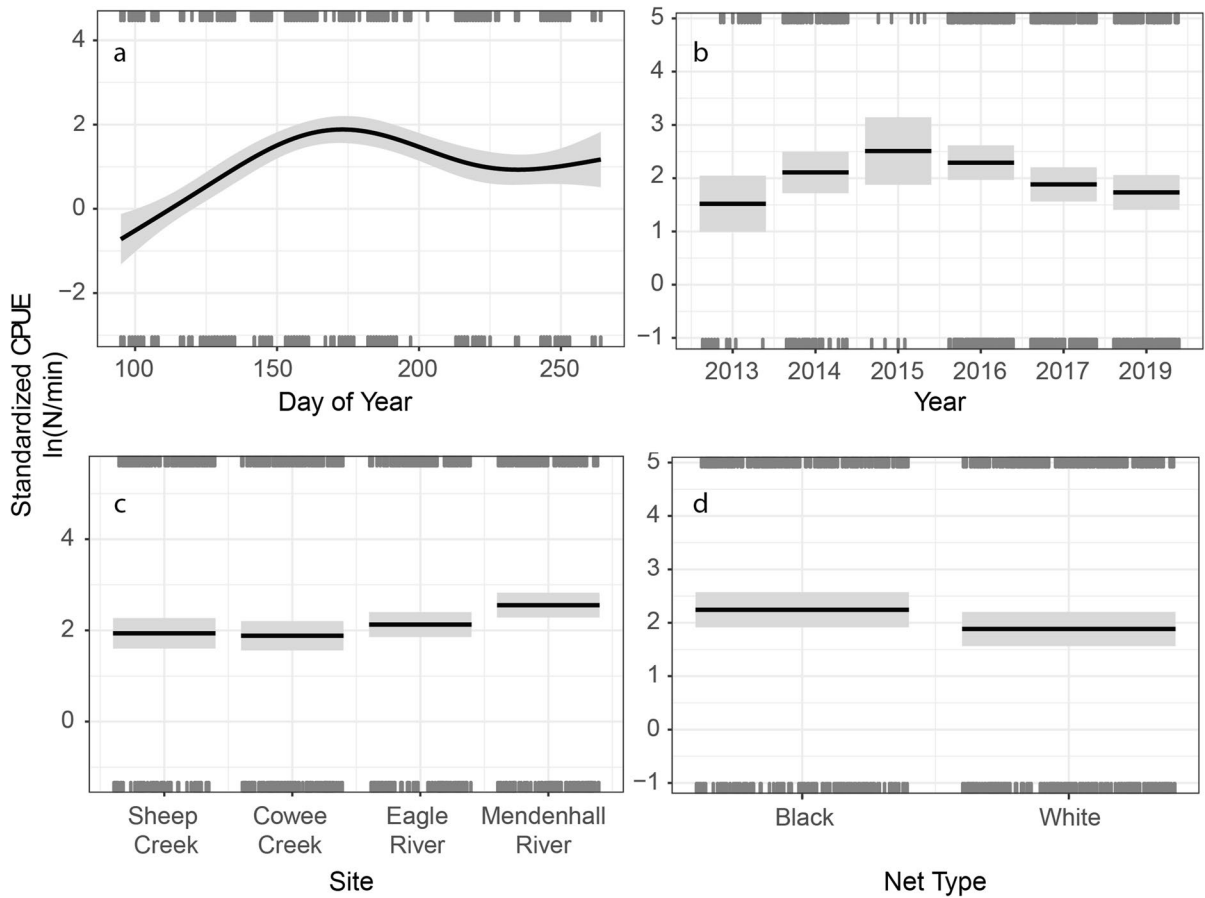 Standardized CPUE
ln(N/min)
a
4
2
0
−2
100 150 200 250
Day of Year
b
5
4
3
2
1
0
−1
2013 2014 2015 2016 2017 2019
Year
c
4
2
0
Sheep Cowee Eagle Mendenhall
Creek Creek River River
Site
d
5
4
3
2
1
0
−1
Black White
Net Type